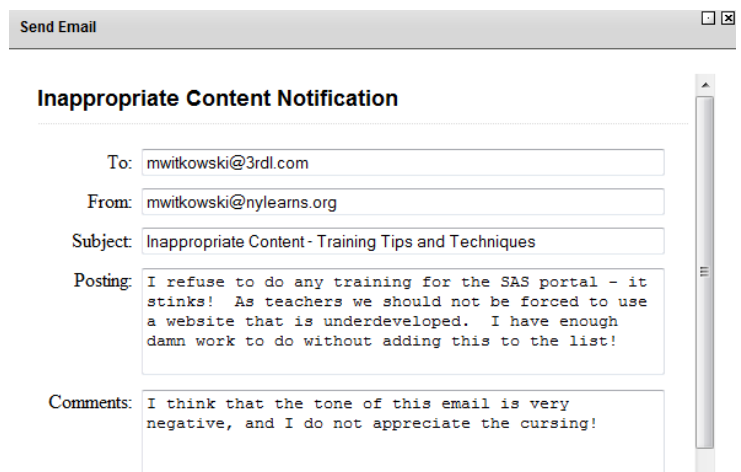 Send Email
Inappropriate Content Notification
To: mwitkowski@3rdl.com
From: mwitkowski@nylearns.org
Subject: Inappropriate Content - Training Tips and Techniques
Posting: I refuse to do any training for the SAS portal - it
stinks!  As teachers we should not be forced to use
a website that is underdeveloped.  I have enough
damn work to do without adding this to the list!
Comments: I think that the tone of this email is very
negative, and I do not appreciate the cursing!